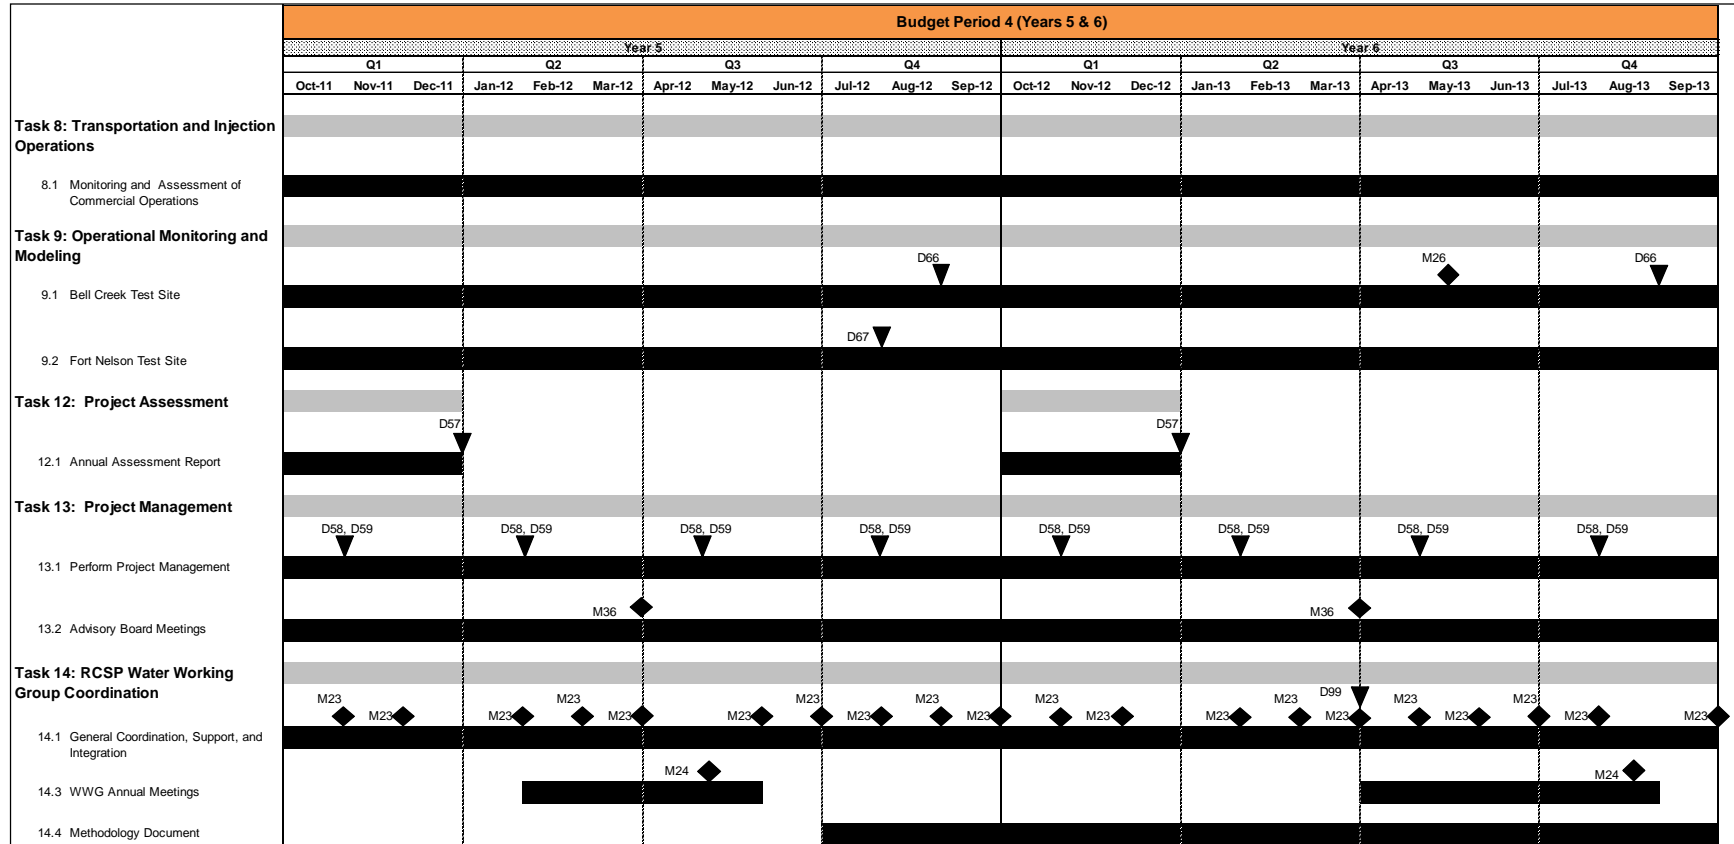 Budget Period 4 (Years 5 & 6)
Year 5 Year 6
Q1 Q2 Q3 Q4 Q1 Q2 Q3 Q4
Oct-11 Nov-11 Dec-11 Jan-12 Feb-12 Mar-12 Apr-12 May-12 Jun-12 Jul-12 Aug-12 Sep-12 Oct-12 Nov-12 Dec-12 Jan-13 Feb-13 Mar-13 Apr-13 May-13 Jun-13 Jul-13 Aug-13 Sep-13
Task 8: Transportation and Injection
Operations
8.1 Monitoring and Assessment of
Commercial Operations
Task 9: Operational Monitoring and
Modeling
D66 M26 D66
9.1 Bell Creek Test Site
D67
9.2 Fort Nelson Test Site
Task 12: Project Assessment
D57 D57
12.1 Annual Assessment Report
Task 13: Project Management
D58, D59 D58, D59 D58, D59 D58, D59 D58, D59 D58, D59 D58, D59 D58, D59
13.1 Perform Project Management
M36 M36
13.2 Advisory Board Meetings
Task 14: RCSP Water Working
Group Coordination
M23 M23 M23 M23 M23 M23 D99 M23 M23
M23 M23 M23 M23 M23 M23 M23 M23 M23 M23 M23 M23
14.1 General Coordination, Support, and
Integration
M24 M24
14.3 WWG Annual Meetings
14.4 Methodology Document